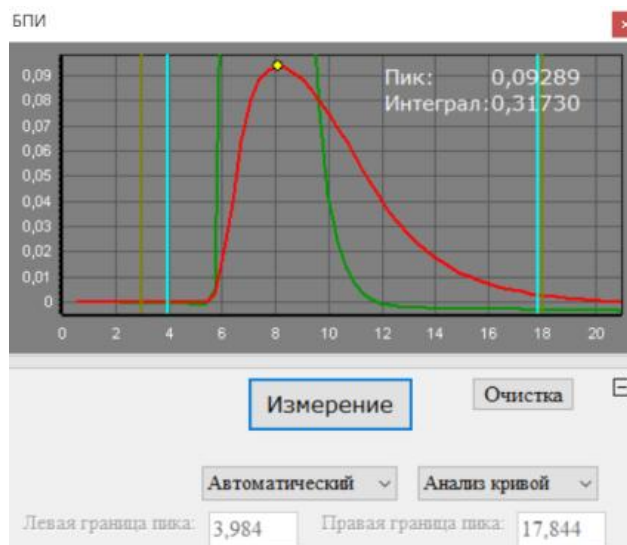 БПИ
Пик: 0,09289
Интеграл:0,31730
0,09
0,08
0,07
0,06
0,05
0,04
0,03
0,02
0,01
0
0 2 4 6 8 10 12 14 16 18 20
Измерение
Очистка
Автоматический
Анализ кривой
Левая граница пика: 3,984 Правая граница пика: 17,844